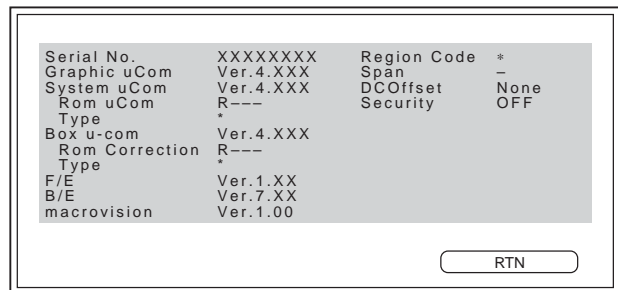 Serial No. XXXXXXXX Region Code *
Graphic uCom Ver.4.XXX Span –
System uCom Ver.4.XXX DCOffset None
Rom uCom R––– Security OFF
Type *
Box u-com Ver.4.XXX
Rom Correction R–––
Type *
F/E Ver.1.XX
B/E Ver.7.XX
macrovision Ver.1.00
RTN